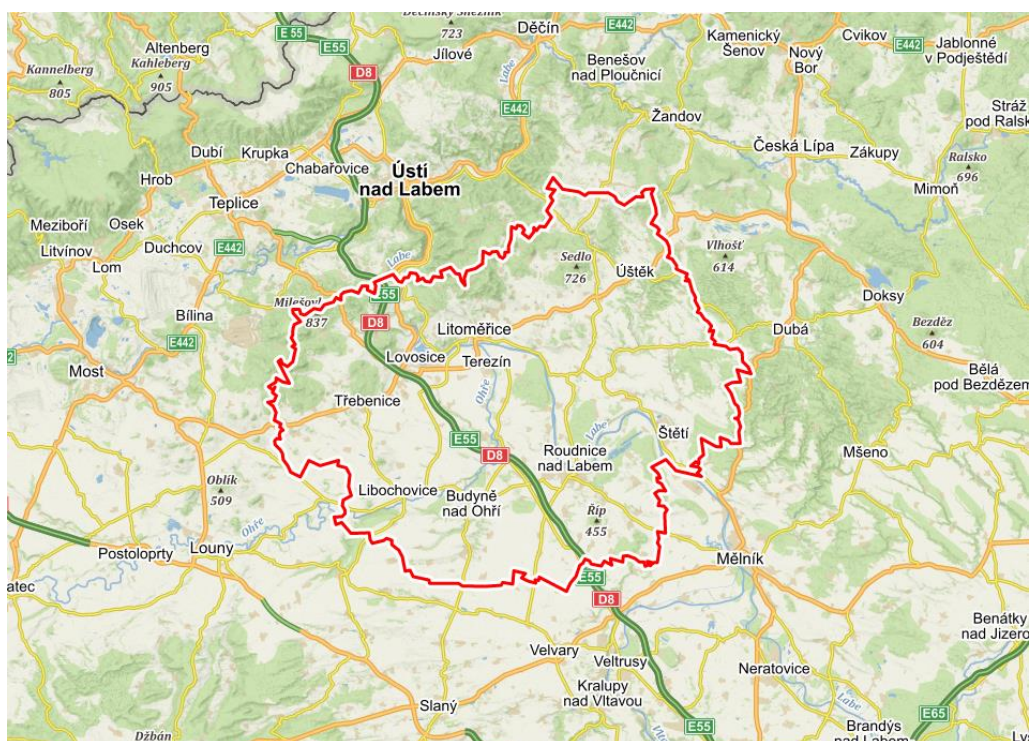 Děčínský Sněžník
723
Děčín
E442
Kamenický
Šenov
Cvikov
E442
Nový
Bor
Jablonné
v Podještědí
E 55
E55
Altenberg
Kahleberg
905
Kannelberg
805
D8
Jílové
Labe
Benešov
nad Ploučnicí
E442
Žandov
Stráž
pod Ralsk
Dubí
Krupka
Chabařovice
Ústí
nad Labem
Česká Lípa
Zákupy
Ralsko
696
Hrob
Mimoň
Teplice
Meziboří
Osek
Litvínov
Duchcov
E442
Lom
Labe
Sedlo
726
Úštěk
Vlhošť
614
Bílina
Milešov
837
E55
D8
Doksy
E442
Litoměřice
Dubá
Bezděz
604
Lovosice
Terezín
Most
Ohře
Bělá
pod Bezdězem
Třebenice
E55
D8
Labe
Štětí
Roudnice
nad Labem
Mšeno
Oblík
509
Libochovice
Budyně
nad Ohří
Říp
455
Ohře
Postoloprty
Louny
Mělník
atec
E55
D8
Benátky
nad Jizero
Velvary
Veltrusy
Neratovice
Kralupy
nad Vltavou
Slaný
E55
E65
Brandýs
nad Labem
Džbán